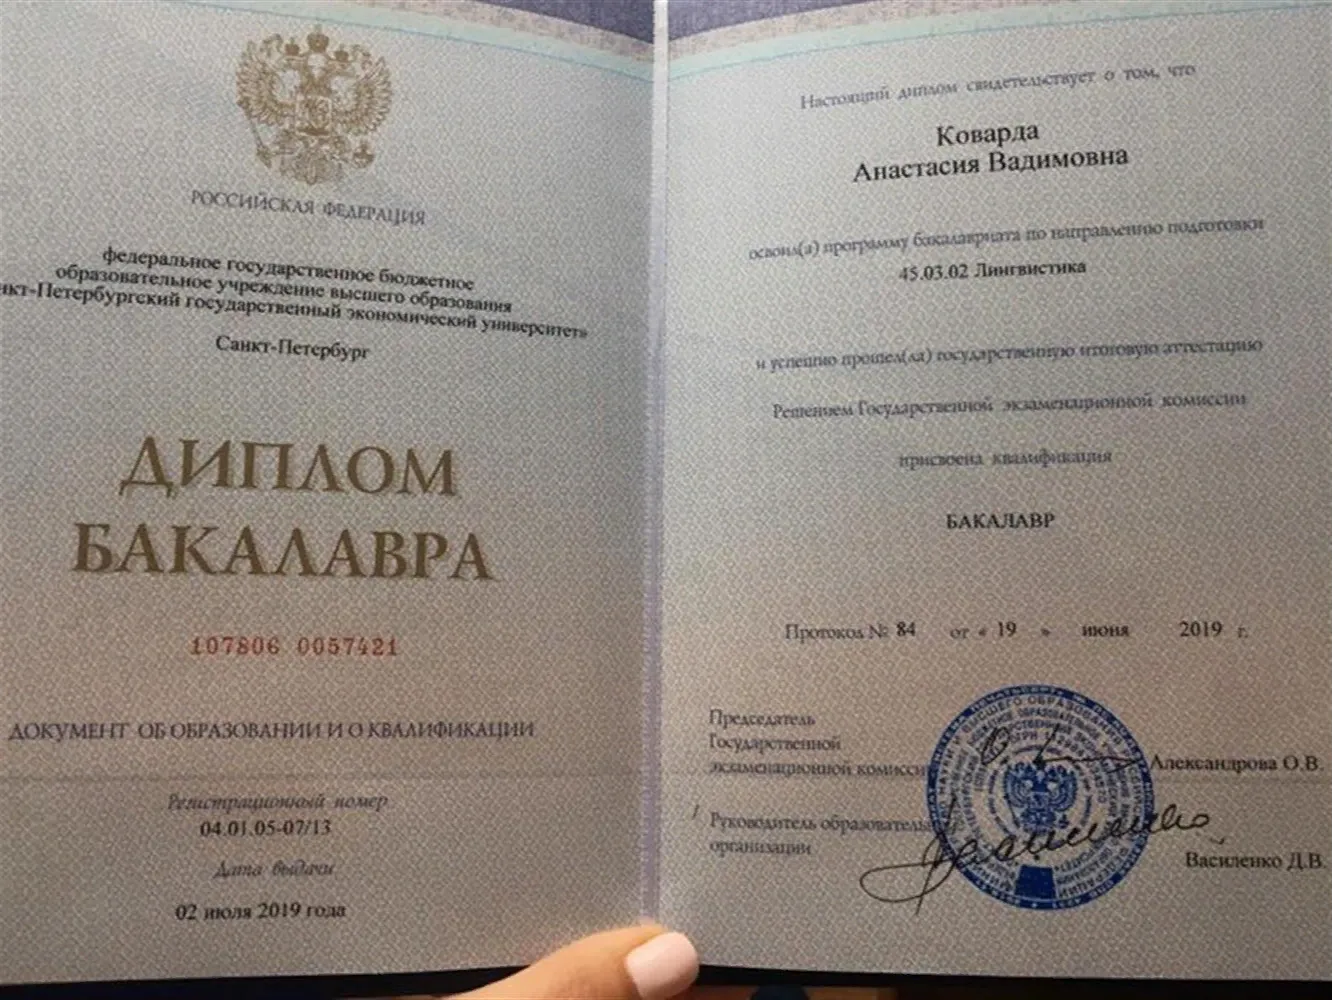 РОССИЙСКАЯ ФЕДЕРАЦИЯ
федеральное государственное бюджетное
образовательное учреждение высшего образования
нкт-Петербургский государственный экономический университет»
Санкт-Петербург
ДИПЛОМ
БАКАЛАВРА
107806 0057421
ДОКУМЕНТ ОБ ОБРАЗОВАНИИ И О КВАЛИФИКАЦИИ
Регистрационный номер
04.01.05-07/13
Дата выдачи
02 июля 2019 года
Настоящий диплом свидетельствует о том, что
Коварда
Анастасия Вадимовна
освоил(а) программу бакалавриата по направлению подготовки
45.03.02 Лингвистика
и успешно прошел(ла) государственную итоговую аттестацию
Решением Государственной экзаменационной комиссии
присвоена квалификация
БАКАЛАВР
Протокол № 84 от « 19 » июня 2019 г.
Председатель
Государственной
экзаменационной комисси
Александрова О.В.
Руководитель образователь
организации
Василенко Д.В.